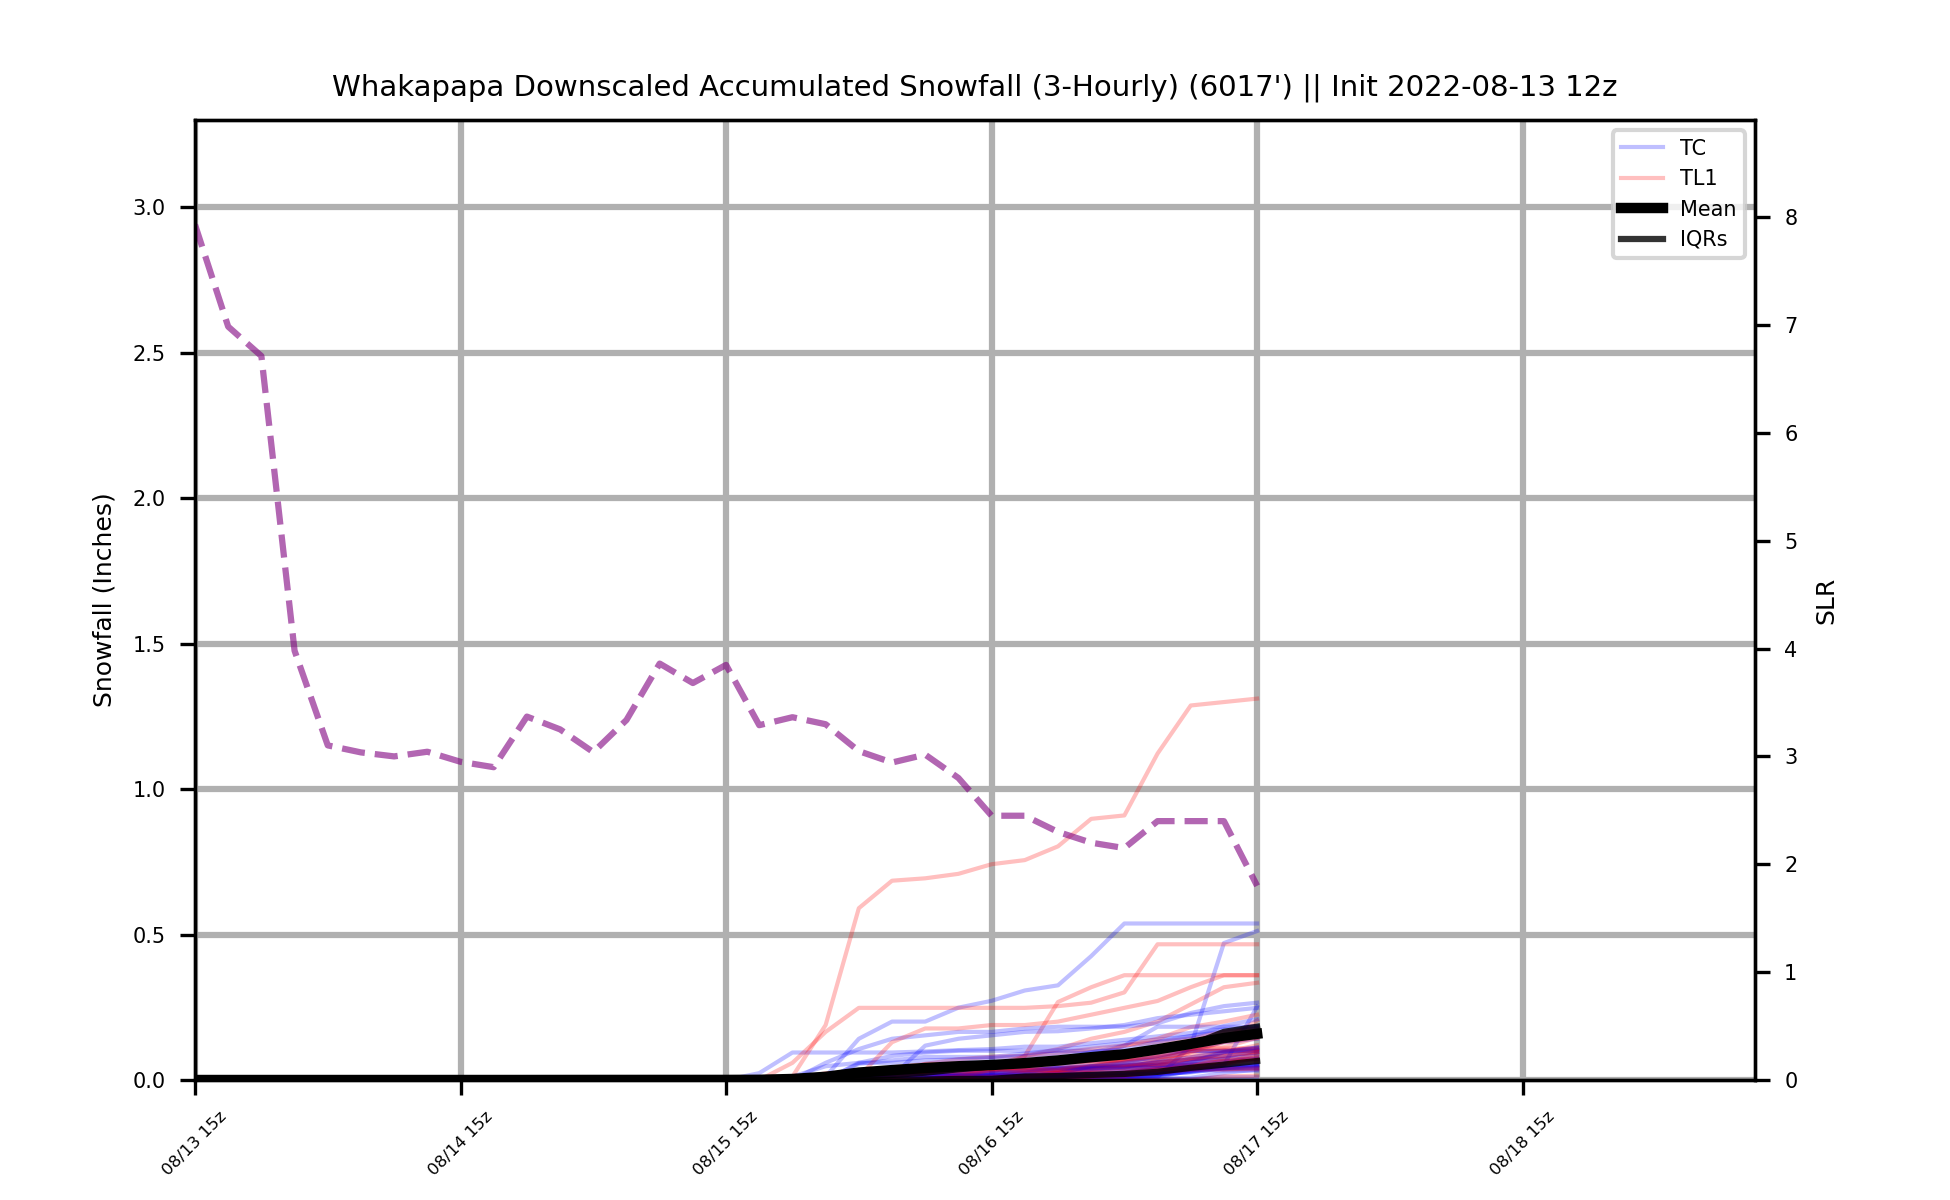 Whakapapa Downscaled Accumulated Snowfall (3-Hourly) (6017') || Init 2022-08-13 12z
TC
TL1
Mean
IQRs
Snowfall (Inches)
3.0
2.5
2.0
1.5
1.0
0.5
0.0
8
7
6
5
4
3
2
1
0
SLR
08/13 15z
08/14 15z
08/15 15z
08/16 15z
08/17 15z
08/18 15z